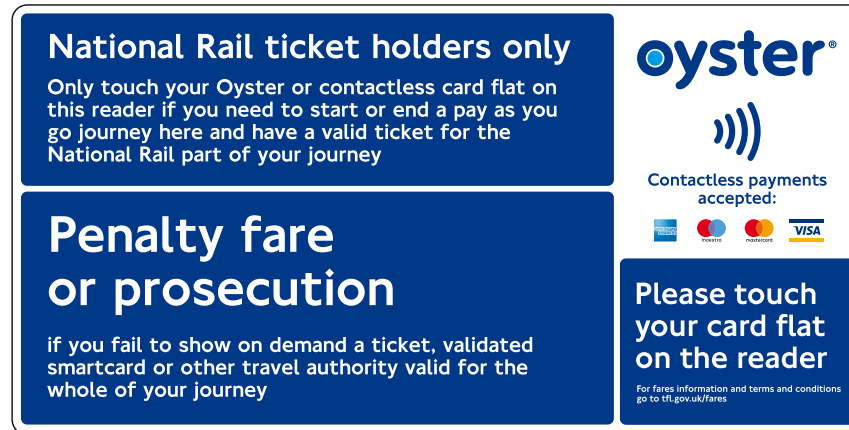 National Rail ticket holders only
Only touch your Oyster or contactless card flat on
this reader if you need to start or end a pay as you
go journey here and have a valid ticket for the
National Rail part of your journey
Penalty fare
or prosecution
if you fail to show on demand a ticket, validated
smartcard or other travel authority valid for the
whole of your journey
oyster®
Contactless payments
accepted:
AMERICAN EXPRESS
maestro
mastercard
VISA
Please touch
your card flat
on the reader
For fares information and terms and conditions
go to tfl.gov.uk/fares